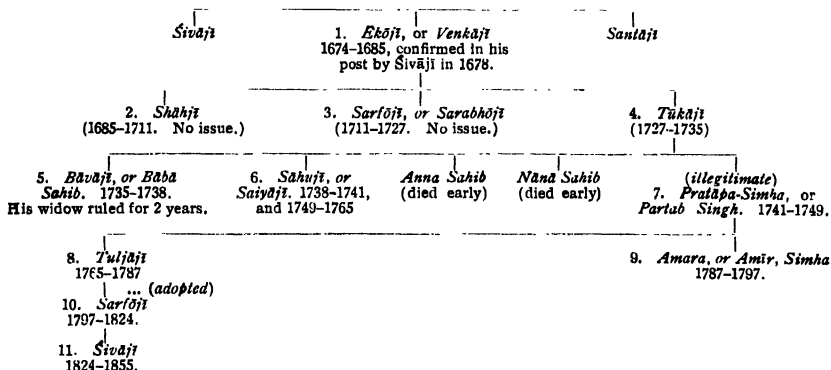 Śivājī
1. Ēkōjī, or Venkājī
Santājī
1674–1685, confirmed in his
post by Śivājī in 1678.
2. Shāhjī
(1685–1711. No issue.)
3. Sarfōjī, or Sarabhōjī
(1711–1727. No issue.)
4. Tūkājī
(1727–1735)
5. Bāvājī, or Bābā
Sahib. 1735–1738.
His widow ruled for 2 years.
6. Sāhujī, or
Saiyājī. 1738–1741,
and 1749–1765
Anna Sahib
(died early)
Nānā Sahib
(died early)
(illegitimate)
7. Pratāpa-Simha, or
Partab Singh. 1741–1749.
8. Tuljājī
1765–1787
... (adopted)
9. Amara, or Amīr, Simha
1787–1797.
10. Sarfōjī
1797–1824.
11. Śivājī
1824–1855.